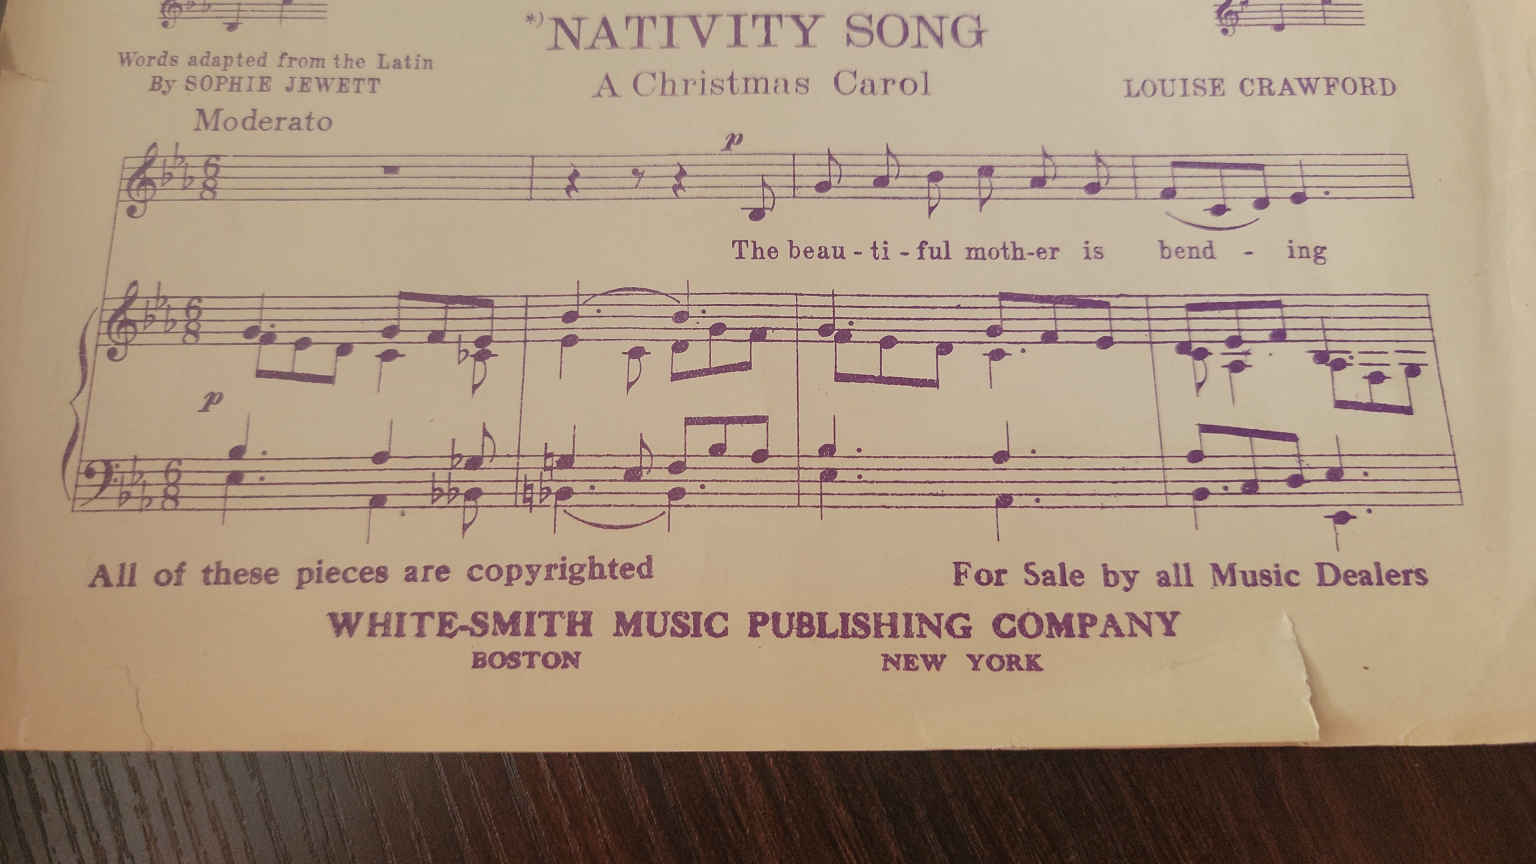 *) NATIVITY SONG
Words adapted from the Latin
By SOPHIE JEWETT
A Christmas Carol
LOUISE CRAWFORD
Moderato
p
The beau - ti - ful moth-er is bend - ing
p
All of these pieces are copyrighted
For Sale by all Music Dealers
WHITE-SMITH MUSIC PUBLISHING COMPANY
BOSTON
NEW YORK